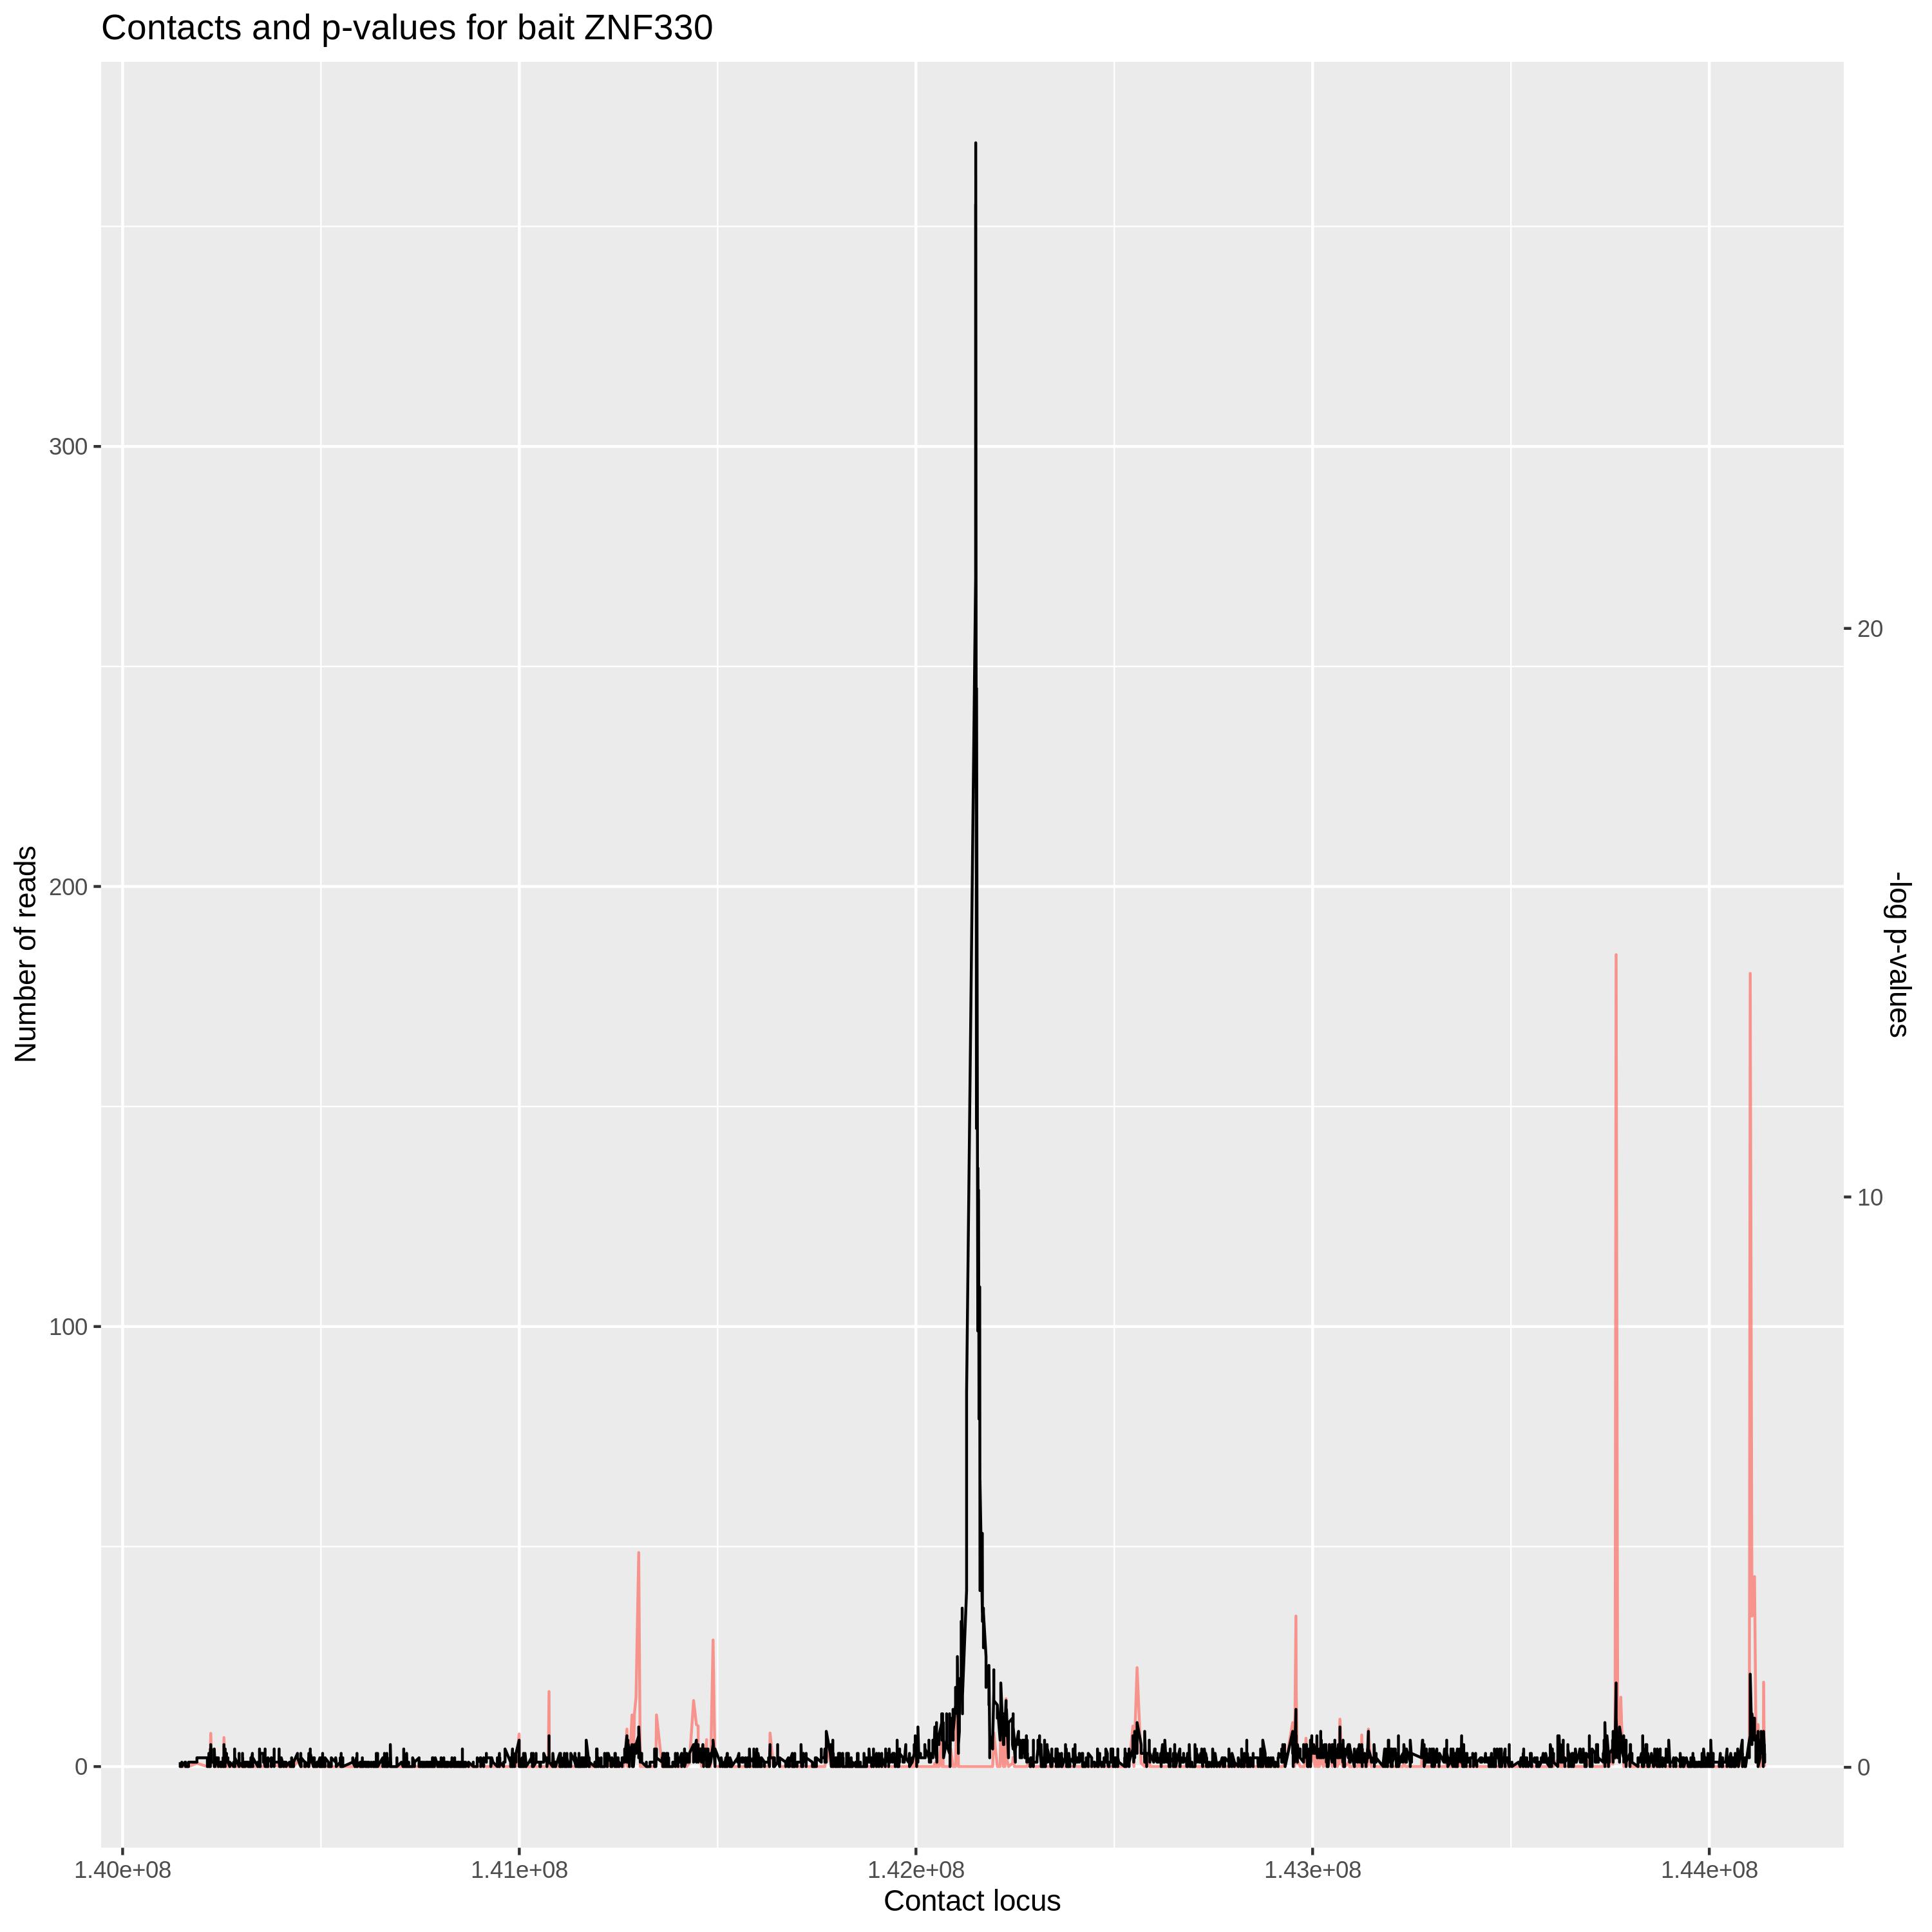 Contacts and p-values for bait ZNF330
Number of reads
300
200
100
0
20
10
0
-log p-values
1.40e+08
1.41e+08
1.42e+08
1.43e+08
1.44e+08
Contact locus